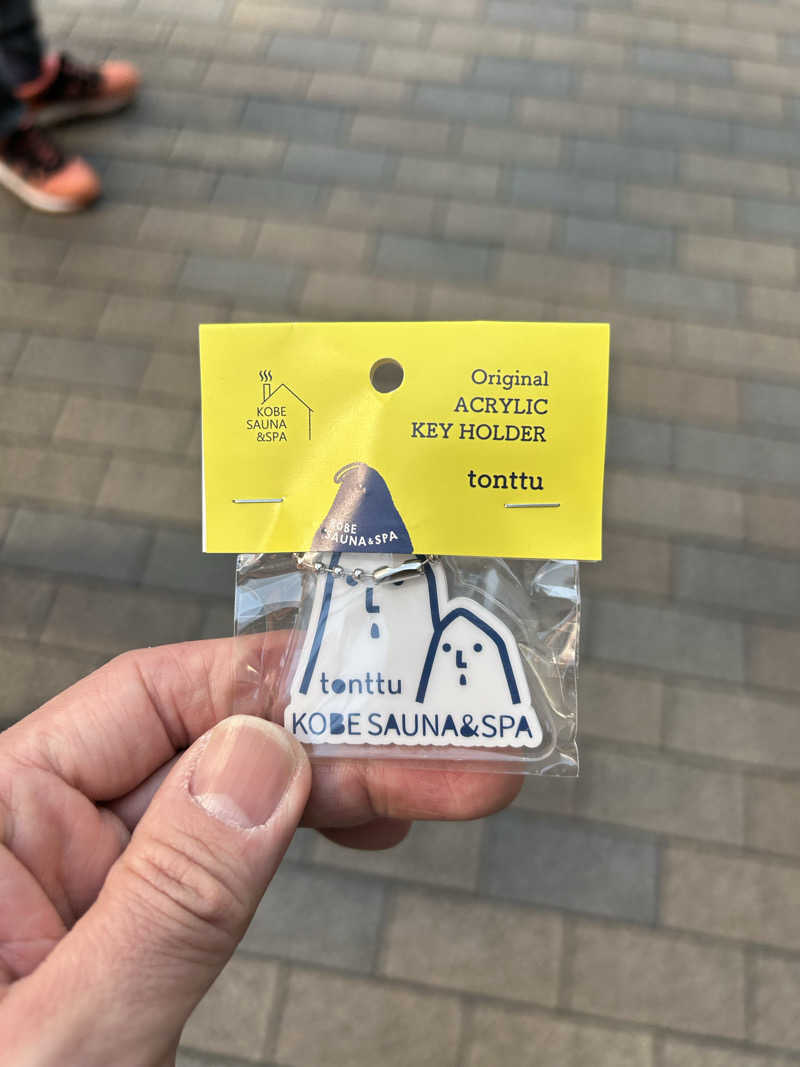 KOBE
SAUNA
&SPA
Original
ACRYLIC
KEY HOLDER
tonttu
KOBE
SAUNA&SPA
tonttu
KOBE SAUNA&SPA